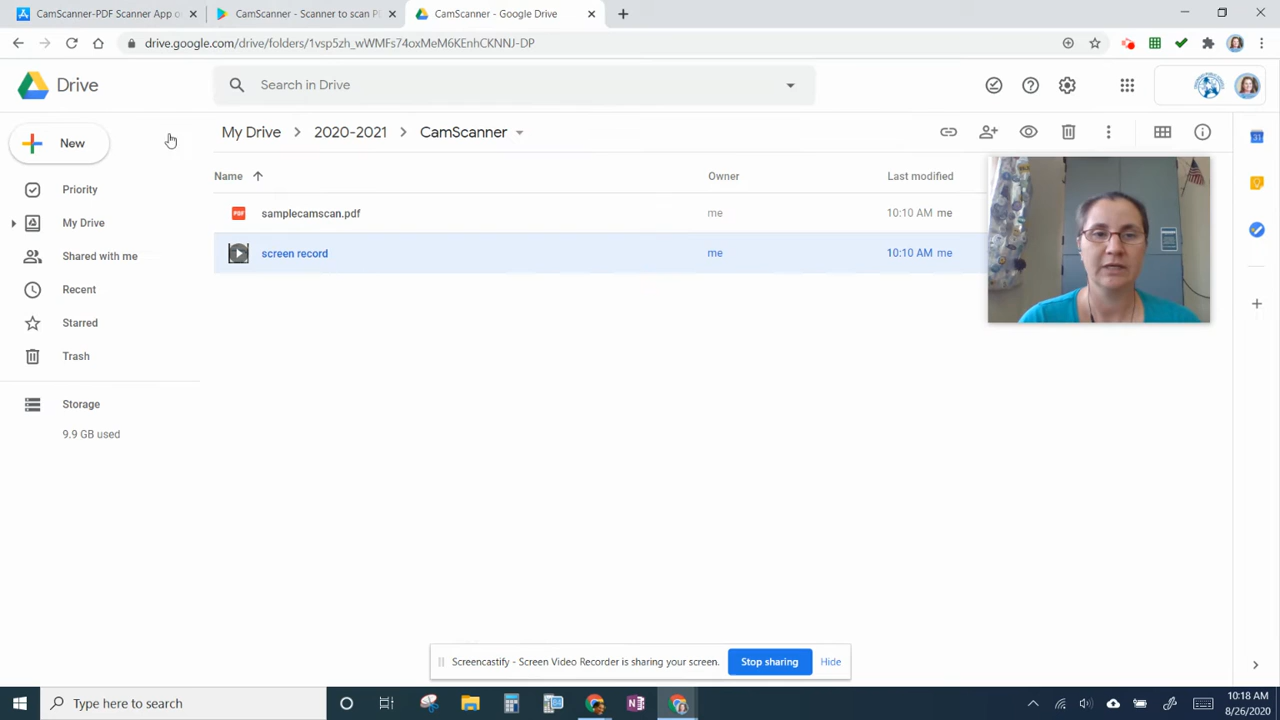 CamScanner-PDF Scanner App o
CamScanner - Scanner to scan P
CamScanner - Google Drive
drive.google.com/drive/folders/1vsp5zh_wWMFs74oxMeM6KEnhCKNNJ-DP
Drive
Search in Drive
New
My Drive > 2020-2021 > CamScanner
Name
Owner
Last modified
Priority
samplecamscan.pdf
me
10:10 AM me
My Drive
screen record
me
10:10 AM me
Shared with me
Recent
Starred
Trash
Storage
9.9 GB used
Screencastify - Screen Video Recorder is sharing your screen.
Stop sharing
Hide
Type here to search
10:18 AM
8/26/2020